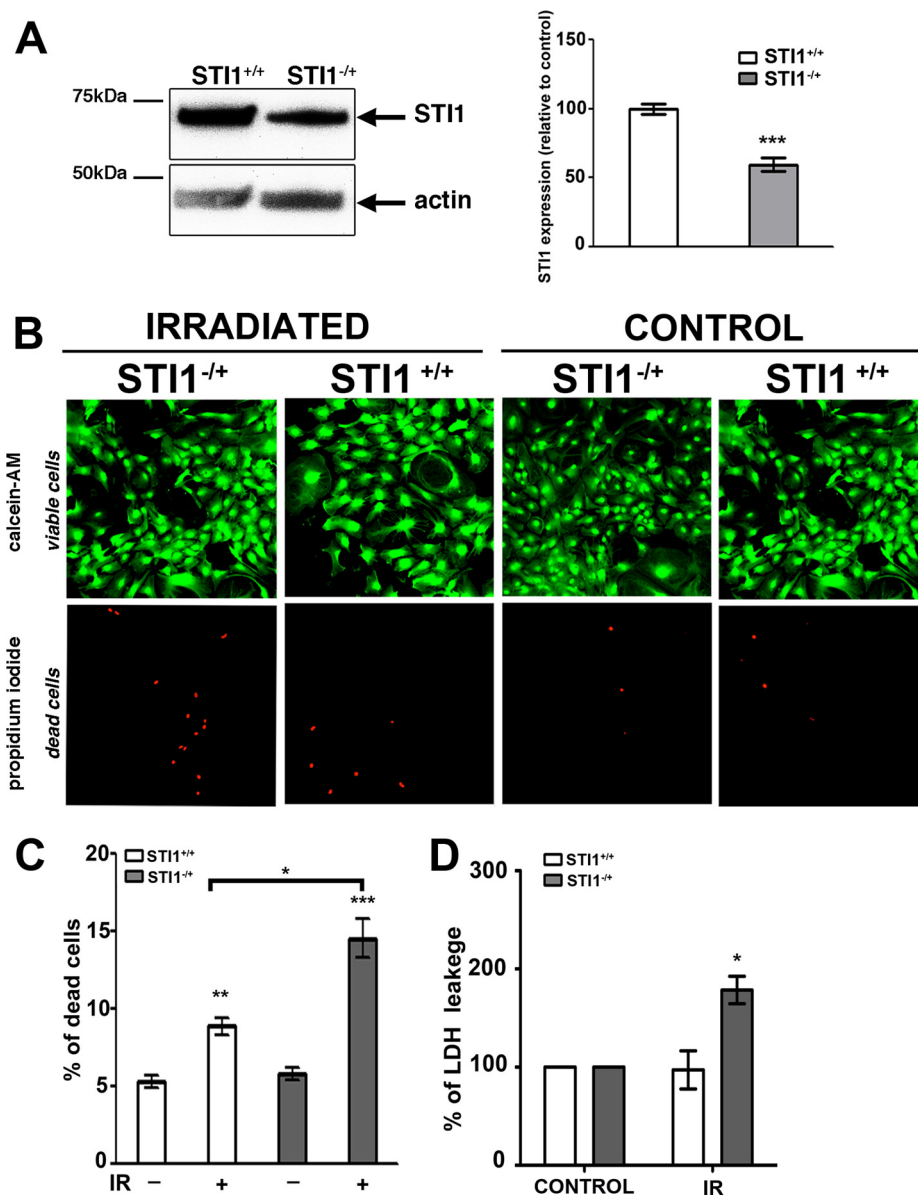 A
STI1+/+ STI1-/+
75kDa
STI1
50kDa
actin
STI1 expression (relative to control)
150
100
50
0
STI1+/+
STI1-/+
***
B
IRRADIATED CONTROL
STI1-/+ STI1 +/+ STI1-/+ STI1 +/+
calcein-AM
viable cells
propidium iodide
dead cells
C
% of dead cells
20
15
10
5
0
STI1+/+
STI1-/+
*
**
***
IR – + – +
D
% of LDH leakege
300
200
100
100
0
STI1+/+
STI1-/+
*
CONTROL IR